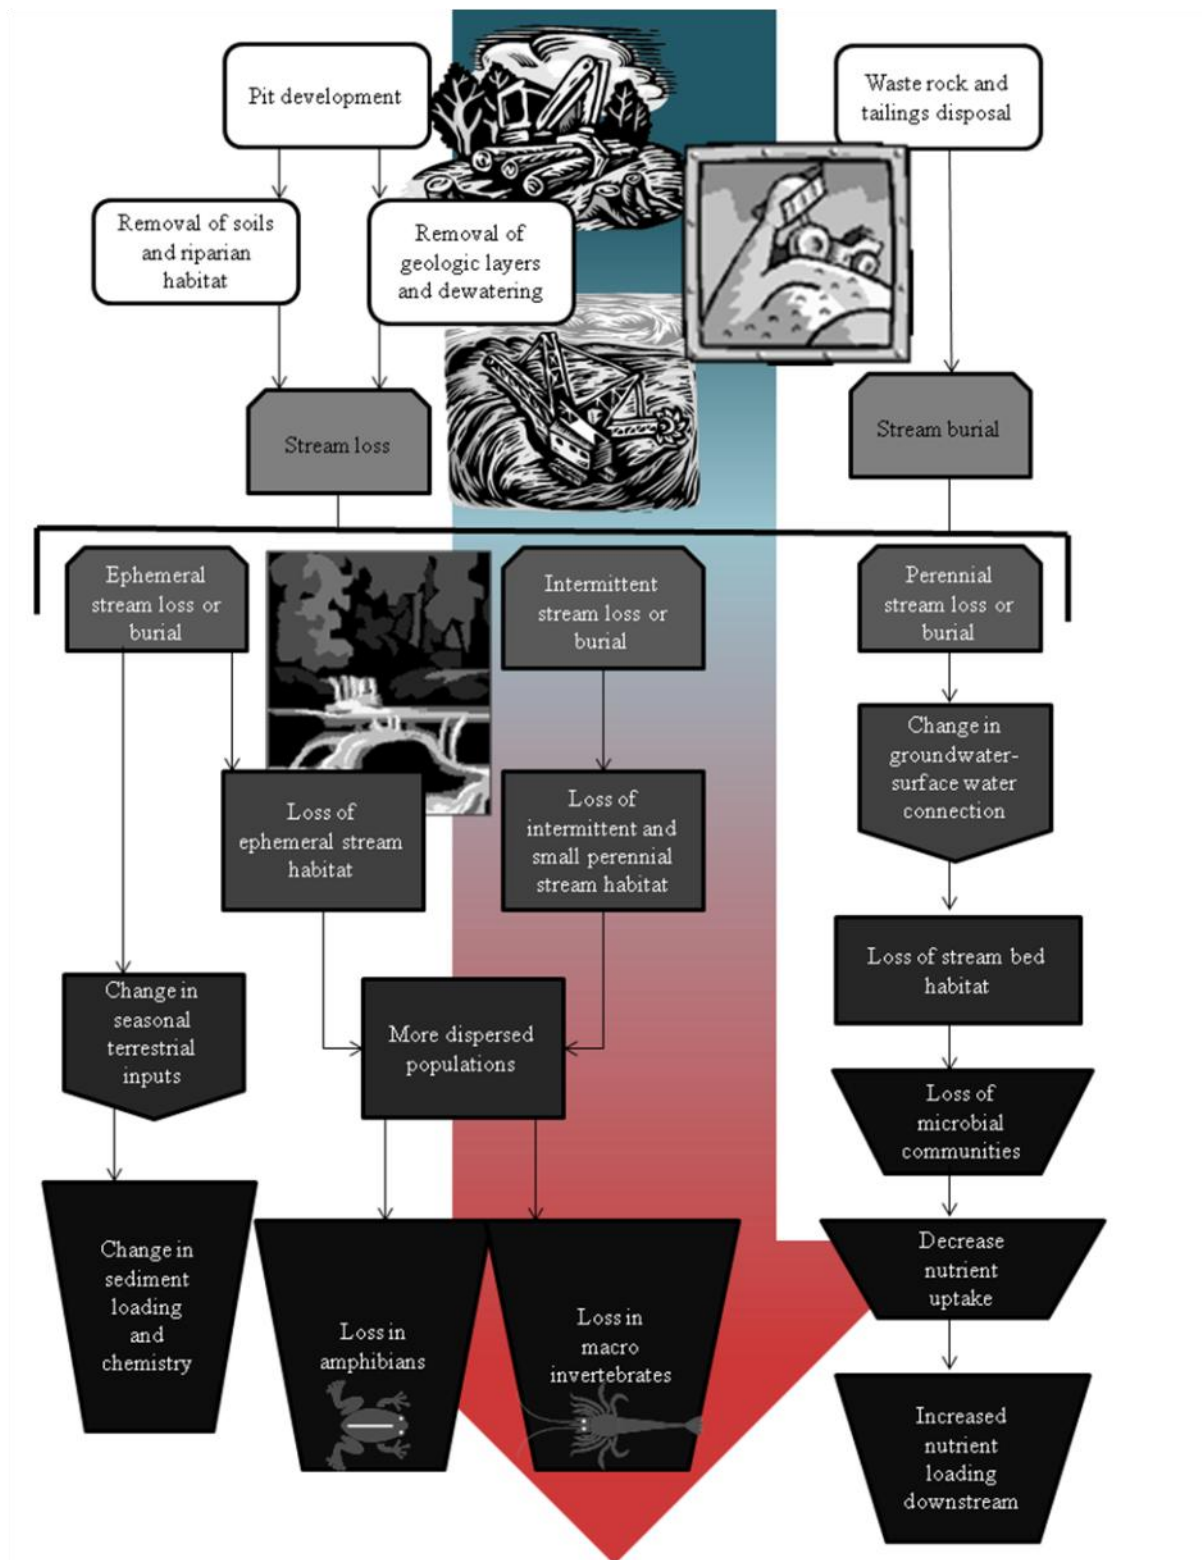 Pit development
Waste rock and
tailings disposal
Removal of soils
and riparian
habitat
Removal of
geologic layers
and dewatering
Stream loss
Stream burial
Ephemeral
stream loss or
burial
Intermittent
stream loss or
burial
Perennial
stream loss or
burial
Change in
groundwater-
surface water
connection
Loss of
ephemeral stream
habitat
Loss of
intermittent and
small perennial
stream habitat
Loss of stream bed
habitat
Change in
seasonal
terrestrial
inputs
More dispersed
populations
Loss of
microbial
communities
Change in
sediment
loading
and
chemistry
Loss in
amphibians
Loss in
macro
invertebrates
Decrease
nutrient
uptake
Increased
nutrient
loading
downstream